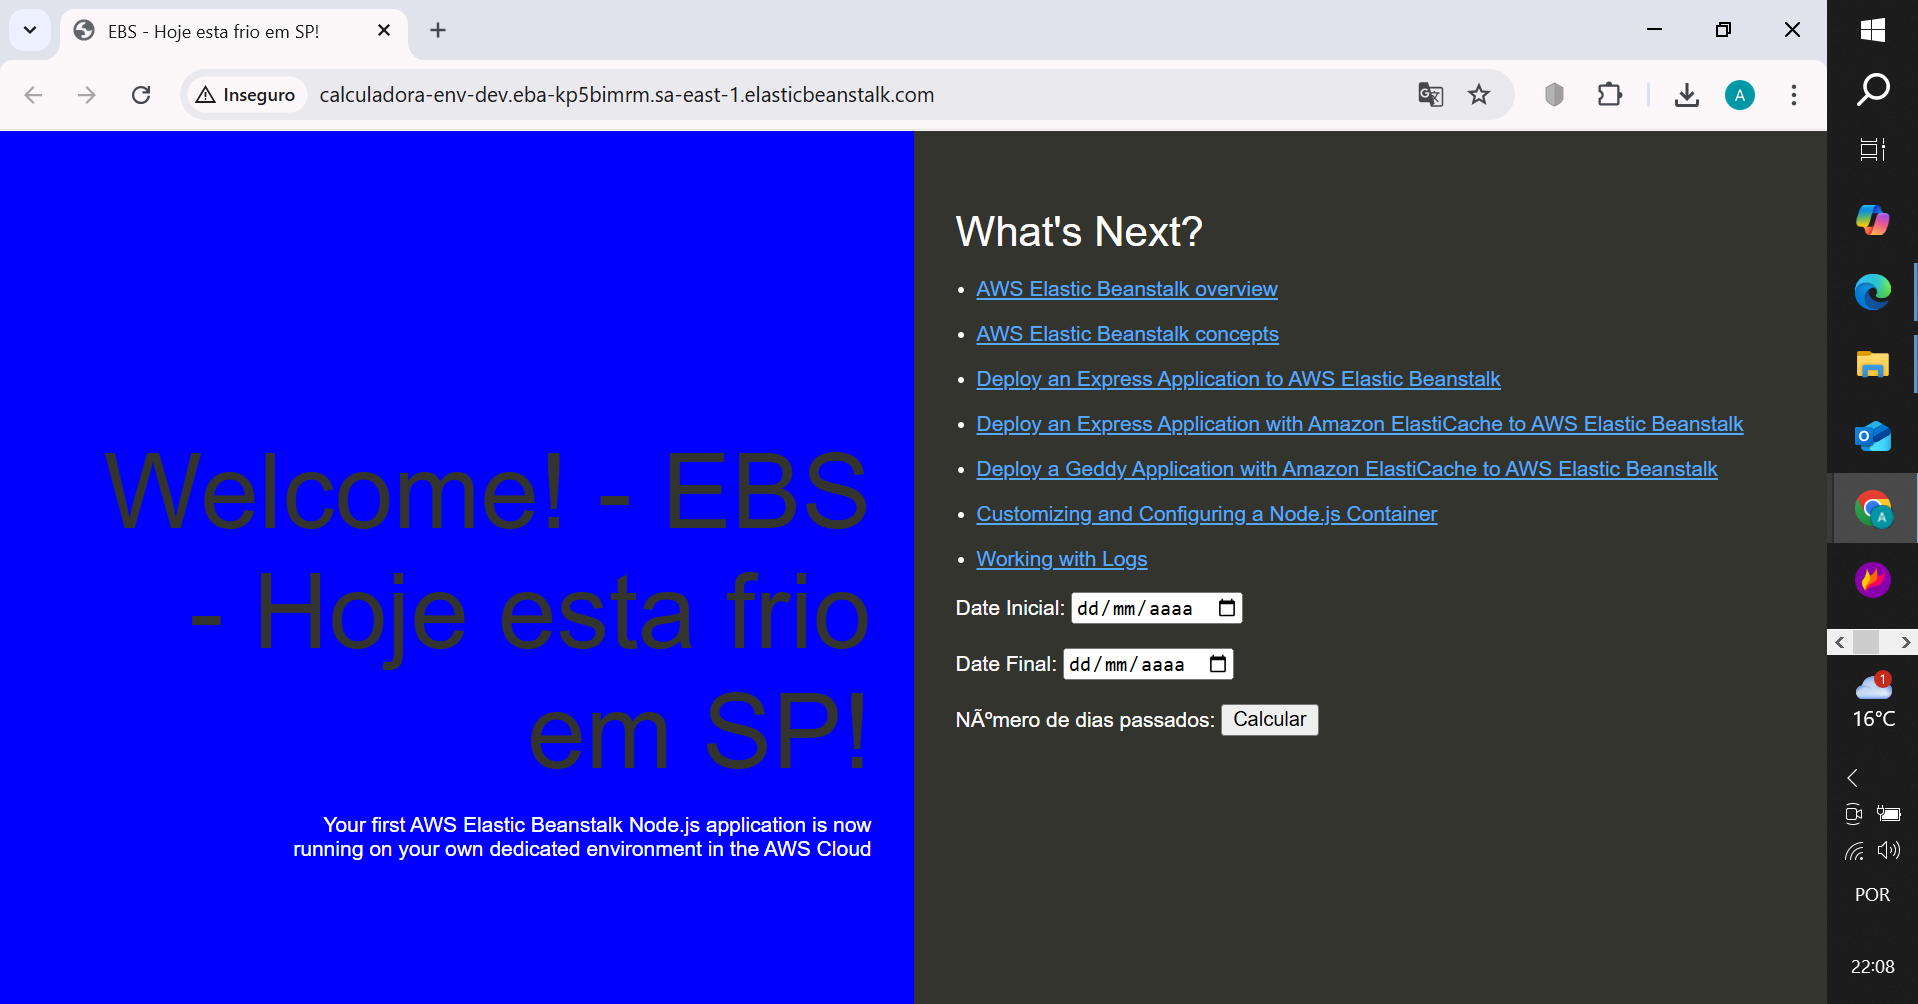 EBS - Hoje esta frio em SP!
Inseguro
calculadora-env-dev.eba-kp5bimrm.sa-east-1.elasticbeanstalk.com
A
Welcome! - EBS
- Hoje esta frio
em SP!
Your first AWS Elastic Beanstalk Node.js application is now
running on your own dedicated environment in the AWS Cloud
What's Next?
AWS Elastic Beanstalk overview
AWS Elastic Beanstalk concepts
Deploy an Express Application to AWS Elastic Beanstalk
Deploy an Express Application with Amazon ElastiCache to AWS Elastic Beanstalk
Deploy a Geddy Application with Amazon ElastiCache to AWS Elastic Beanstalk
Customizing and Configuring a Node.js Container
Working with Logs
Date Inicial: dd/mm/aaaa
Date Final: dd/mm/aaaa
NÃºmero de dias passados: Calcular
A
1
16°C
POR
22:08